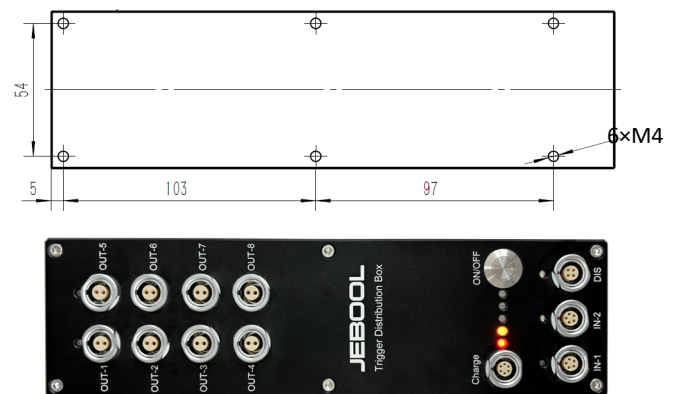 54
6×M4
5
103
97
OUT-5
OUT-6
OUT-7
OUT-8
ON/OFF
DIS
JEBOOL
Trigger Distribution Box
IN-2
OUT-1
OUT-2
OUT-3
OUT-4
Charge
IN-1